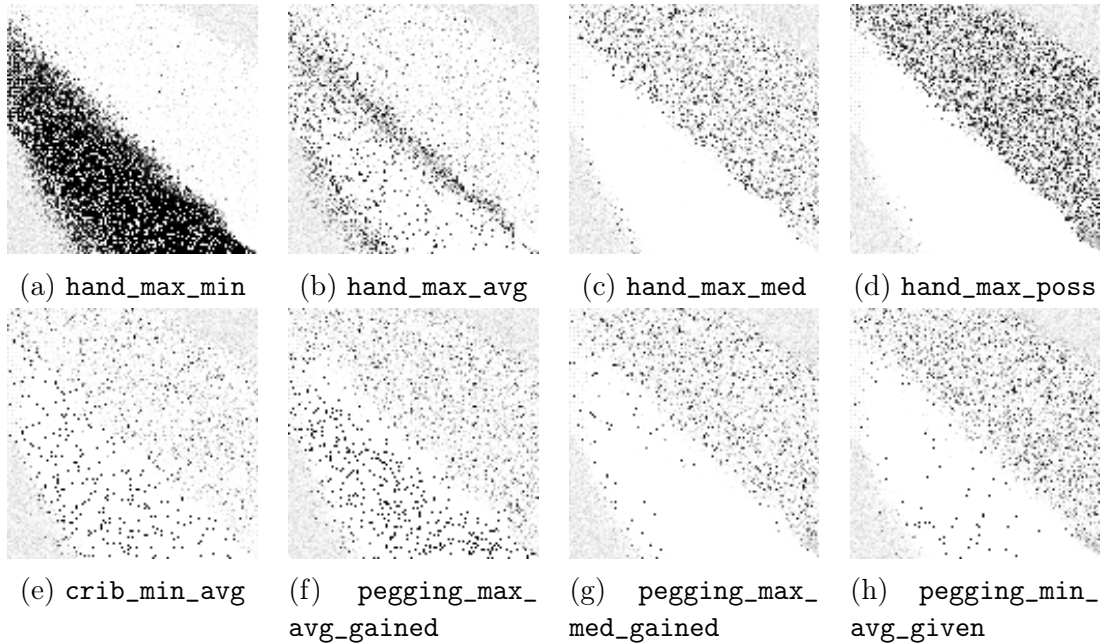 (a) hand_max_min
(b) hand_max_avg
(c) hand_max_med
(d) hand_max_poss
(e) crib_min_avg
(f) pegging_max_
avg_gained
(g) pegging_max_
med_gained
(h) pegging_min_
avg_given